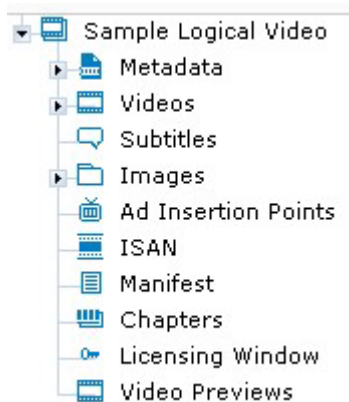 Sample Logical Video
Metadata
Videos
Subtitles
Images
Ad Insertion Points
ISAN
Manifest
Chapters
Licensing Window
Video Previews